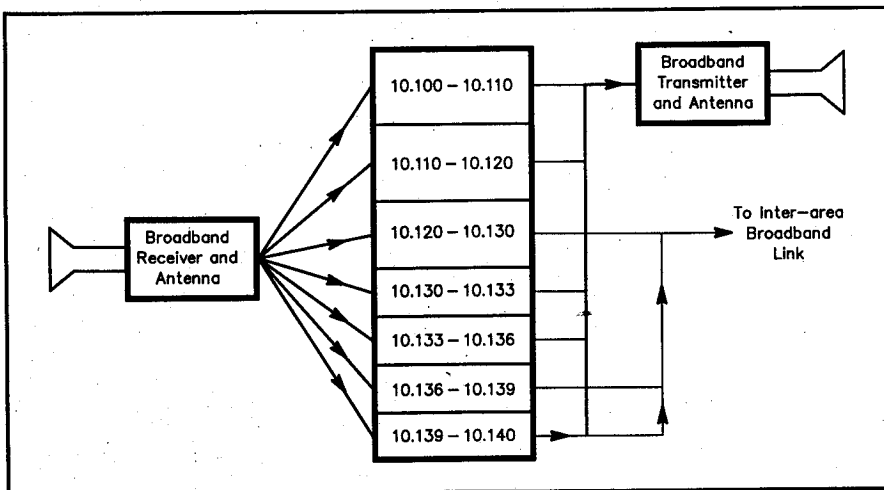 Broadband
Transmitter
and Antenna
10.100 – 10.110
10.110 – 10.120
To Inter-area
Broadband
Link
10.120 – 10.130
Broadband
Receiver and
Antenna
10.130 – 10.133
10.133 – 10.136
10.136 – 10.139
10.139 – 10.140